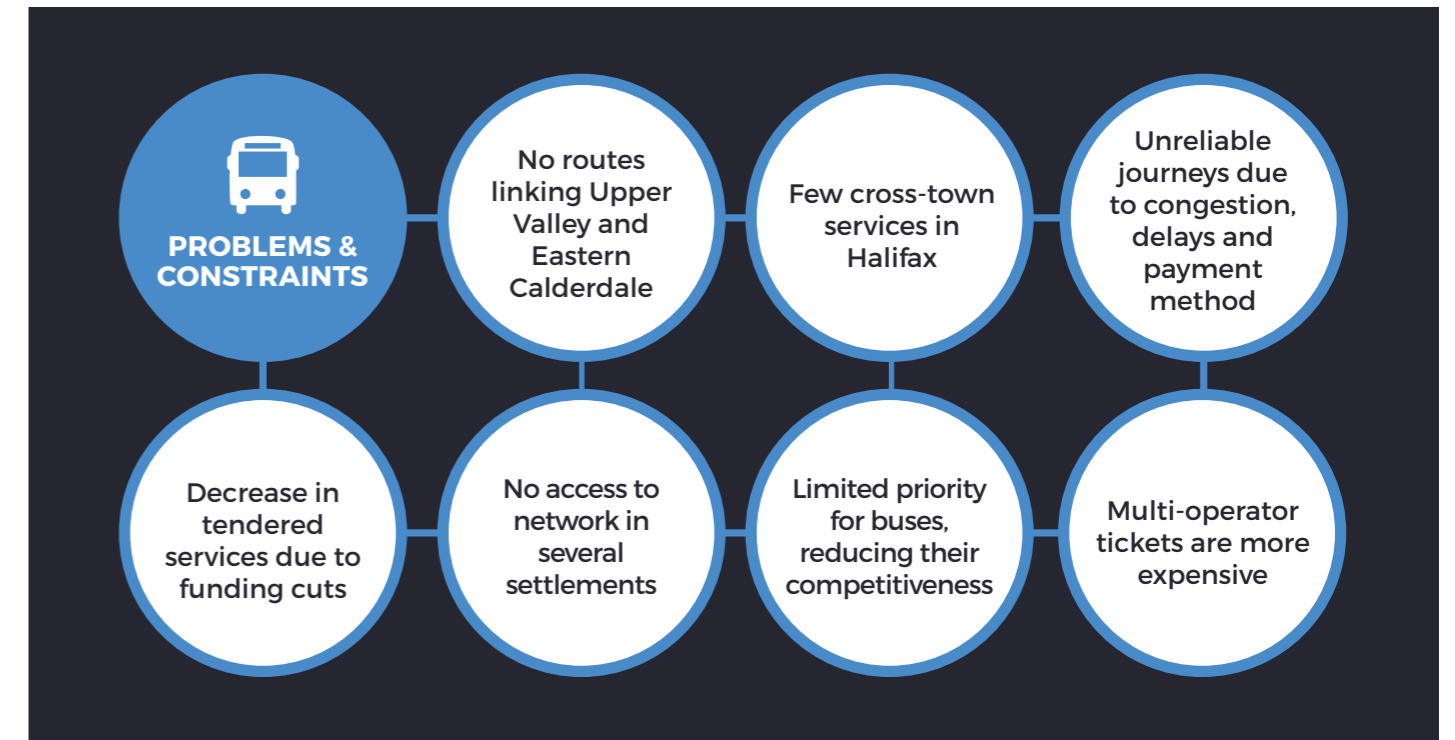 PROBLEMS &
CONSTRAINTS
No routes
linking Upper
Valley and
Eastern
Calderdale
Few cross-town
services in
Halifax
Unreliable
journeys due
to congestion,
delays and
payment
method
Decrease in
tendered
services due to
funding cuts
No access to
network in
several
settlements
Limited priority
for buses,
reducing their
competitiveness
Multi-operator
tickets are more
expensive